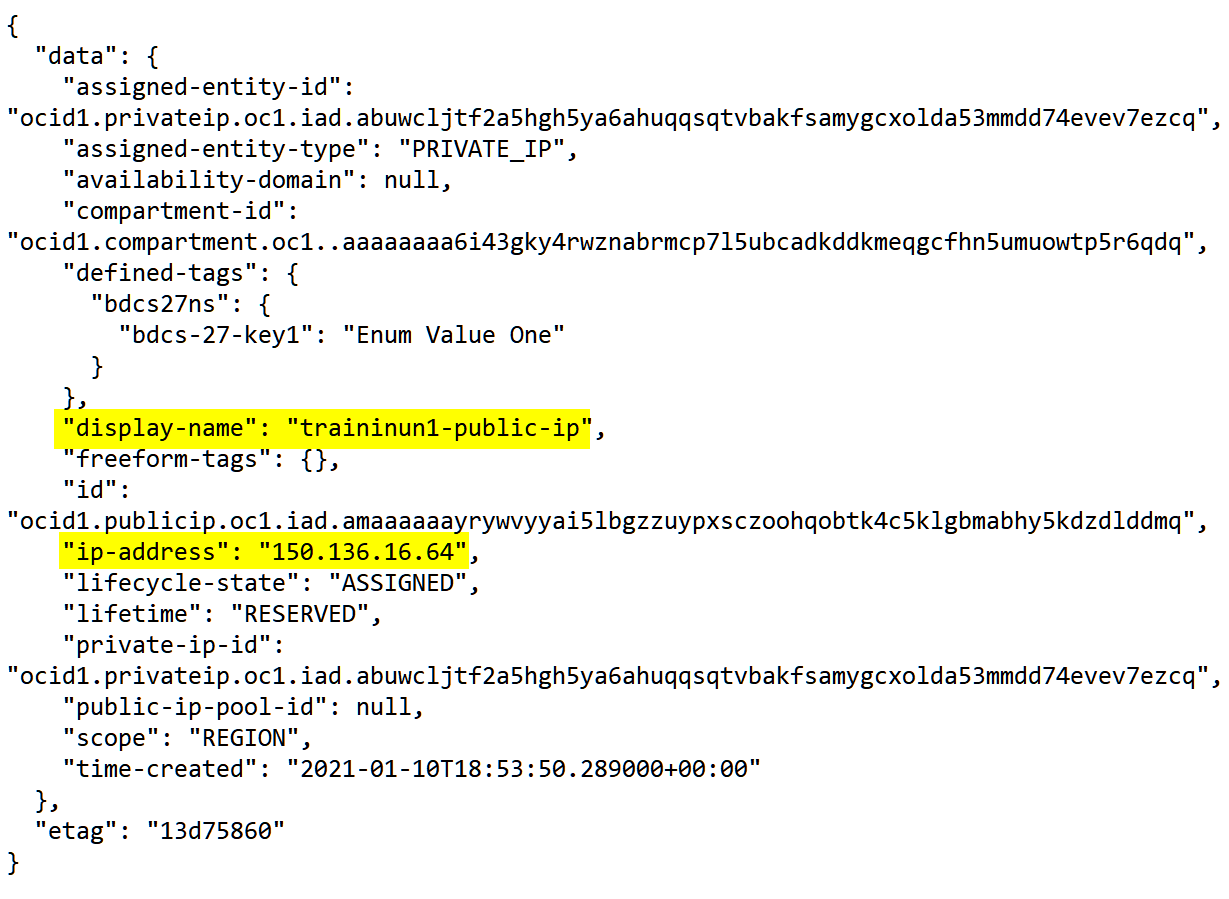 {
"data": {
"assigned-entity-id":
"ocid1.privateip.oc1.iad.abuwcljtf2a5hgh5ya6ahuqqsqtvbakfsamygcxolda53mmdd74evev7ezcq",
"assigned-entity-type": "PRIVATE_IP",
"availability-domain": null,
"compartment-id":
"ocid1.compartment.oc1..aaaaaaaa6i43gky4rwznabrmcp7l5ubcadkddkmeqgcfhn5umuowtp5r6qdq",
"defined-tags": {
"bdcs27ns": {
"bdcs-27-key1": "Enum Value One"
}
},
"display-name": "traininun1-public-ip",
"freeform-tags": {},
"id":
"ocid1.publicip.oc1.iad.amaaaaaayrywvyyai5lbgzzuypxsczoohqobtk4c5klgbmabhy5kdzdlddmq",
"ip-address": "150.136.16.64",
"lifecycle-state": "ASSIGNED",
"lifetime": "RESERVED",
"private-ip-id":
"ocid1.privateip.oc1.iad.abuwcljtf2a5hgh5ya6ahuqqsqtvbakfsamygcxolda53mmdd74evev7ezcq",
"public-ip-pool-id": null,
"scope": "REGION",
"time-created": "2021-01-10T18:53:50.289000+00:00"
},
"etag": "13d75860"
}